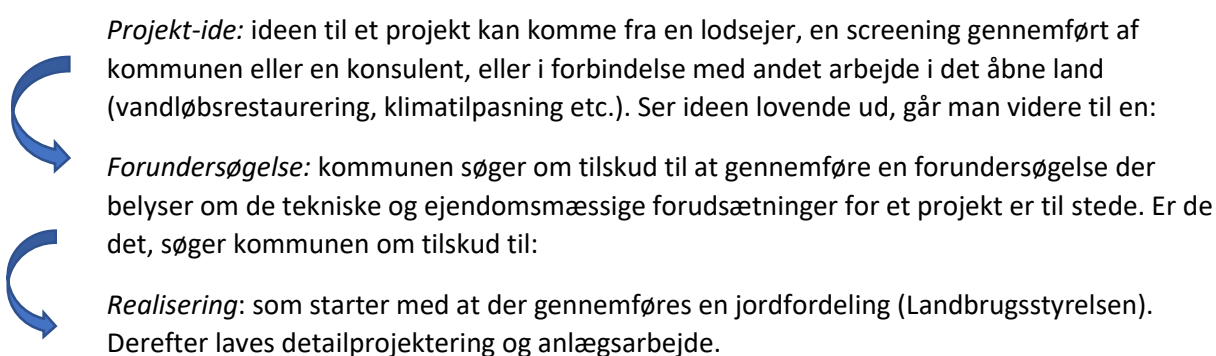 Projekt-ide: ideen til et projekt kan komme fra en lodsejer, en screening gennemført af
kommunen eller en konsulent, eller i forbindelse med andet arbejde i det åbne land
(vandløbsrestaurering, klimatilpasning etc.). Ser ideen lovende ud, går man videre til en:
Forundersøgelse: kommunen søger om tilskud til at gennemføre en forundersøgelse der
belyser om de tekniske og ejendomsmæssige forudsætninger for et projekt er til stede. Er de
det, søger kommunen om tilskud til:
Realisering: som starter med at der gennemføres en jordfordeling (Landbrugsstyrelsen).
Derefter laves detailprojektering og anlægsarbejde.